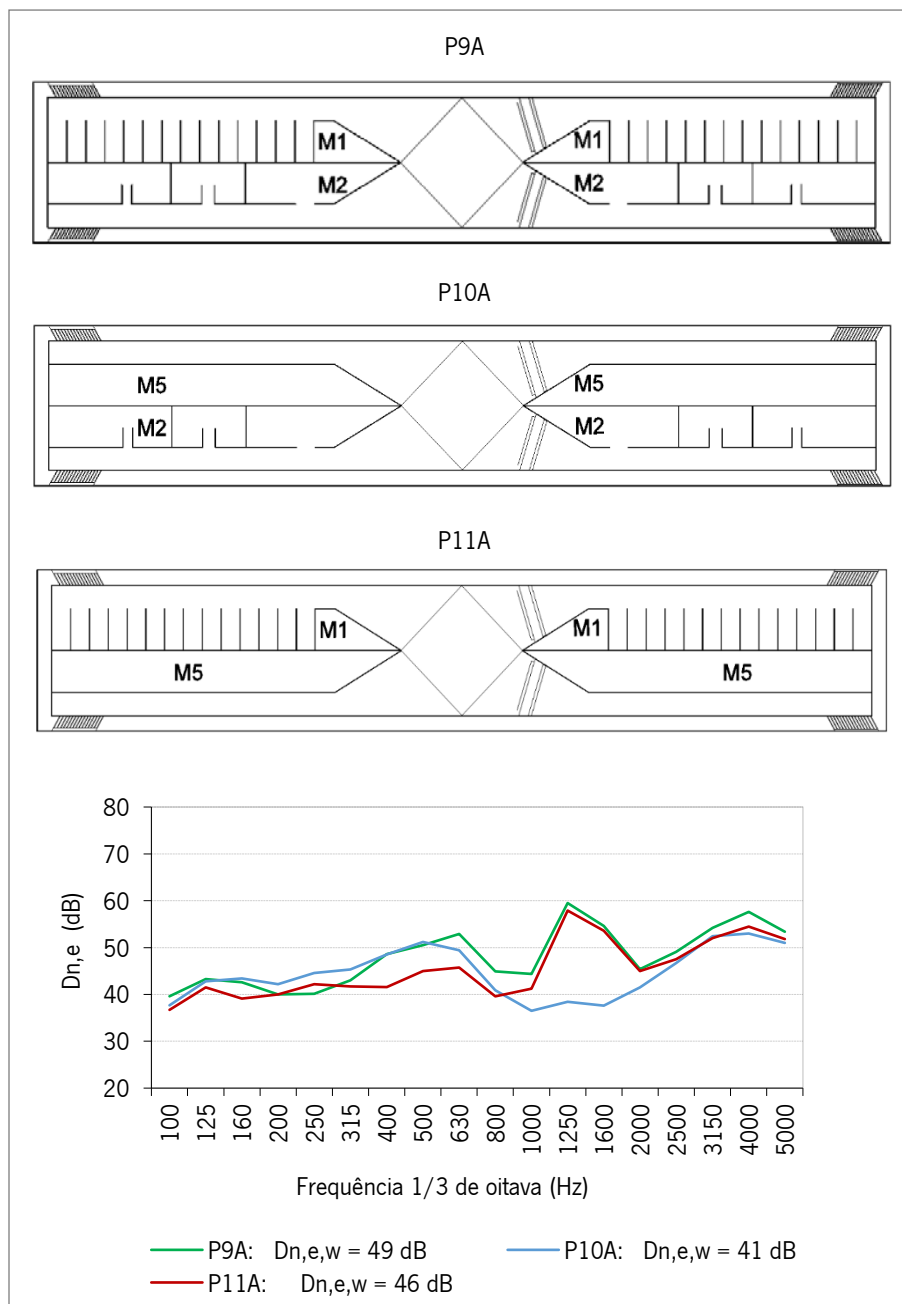 P9A
M1 M1
M2 M2
P10A
M5 M5
M2 M2
P11A
M1 M1
M5 M5
80
70
60
50
40
30
20
Dn,e (dB)
100 125 160 200 250 315 400 500 630 800 1000 1250 1600 2000 2500 3150 4000 5000
Frequência 1/3 de oitava (Hz)
P9A: Dn,e,w = 49 dB P10A: Dn,e,w = 41 dB
P11A: Dn,e,w = 46 dB